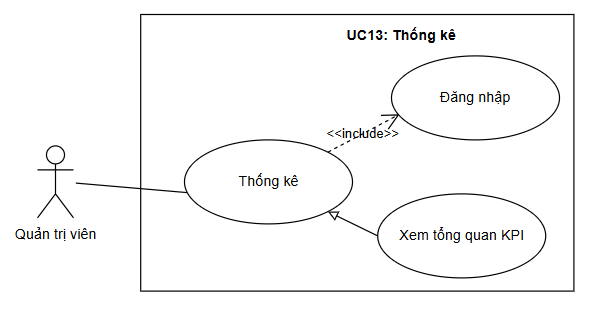 UC13: Thống kê
Đăng nhập
<<include>>
Thống kê
Quản trị viên
Xem tổng quan KPI